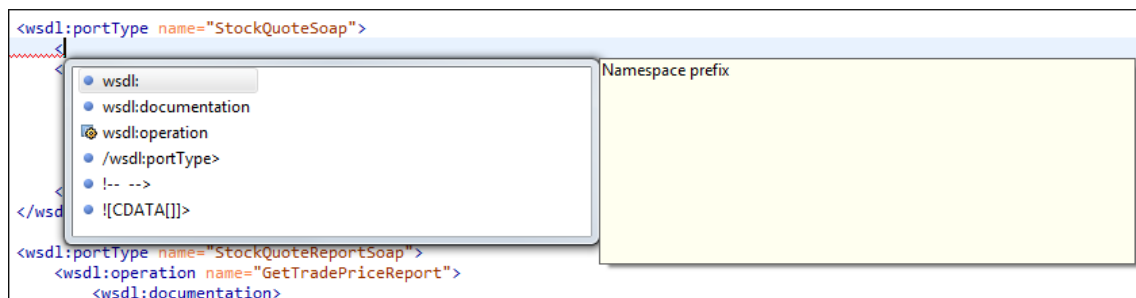 <wsdl:portType name="StockQuoteSoap">
<
<
wsdl:
Namespace prefix
wsdl:documentation
wsdl:operation
/wsdl:portType>
!-- -->
<
![CDATA[]]>
</wsd
<wsdl:portType name="StockQuoteReportSoap">
<wsdl:operation name="GetTradePriceReport">
<wsdl:documentation>